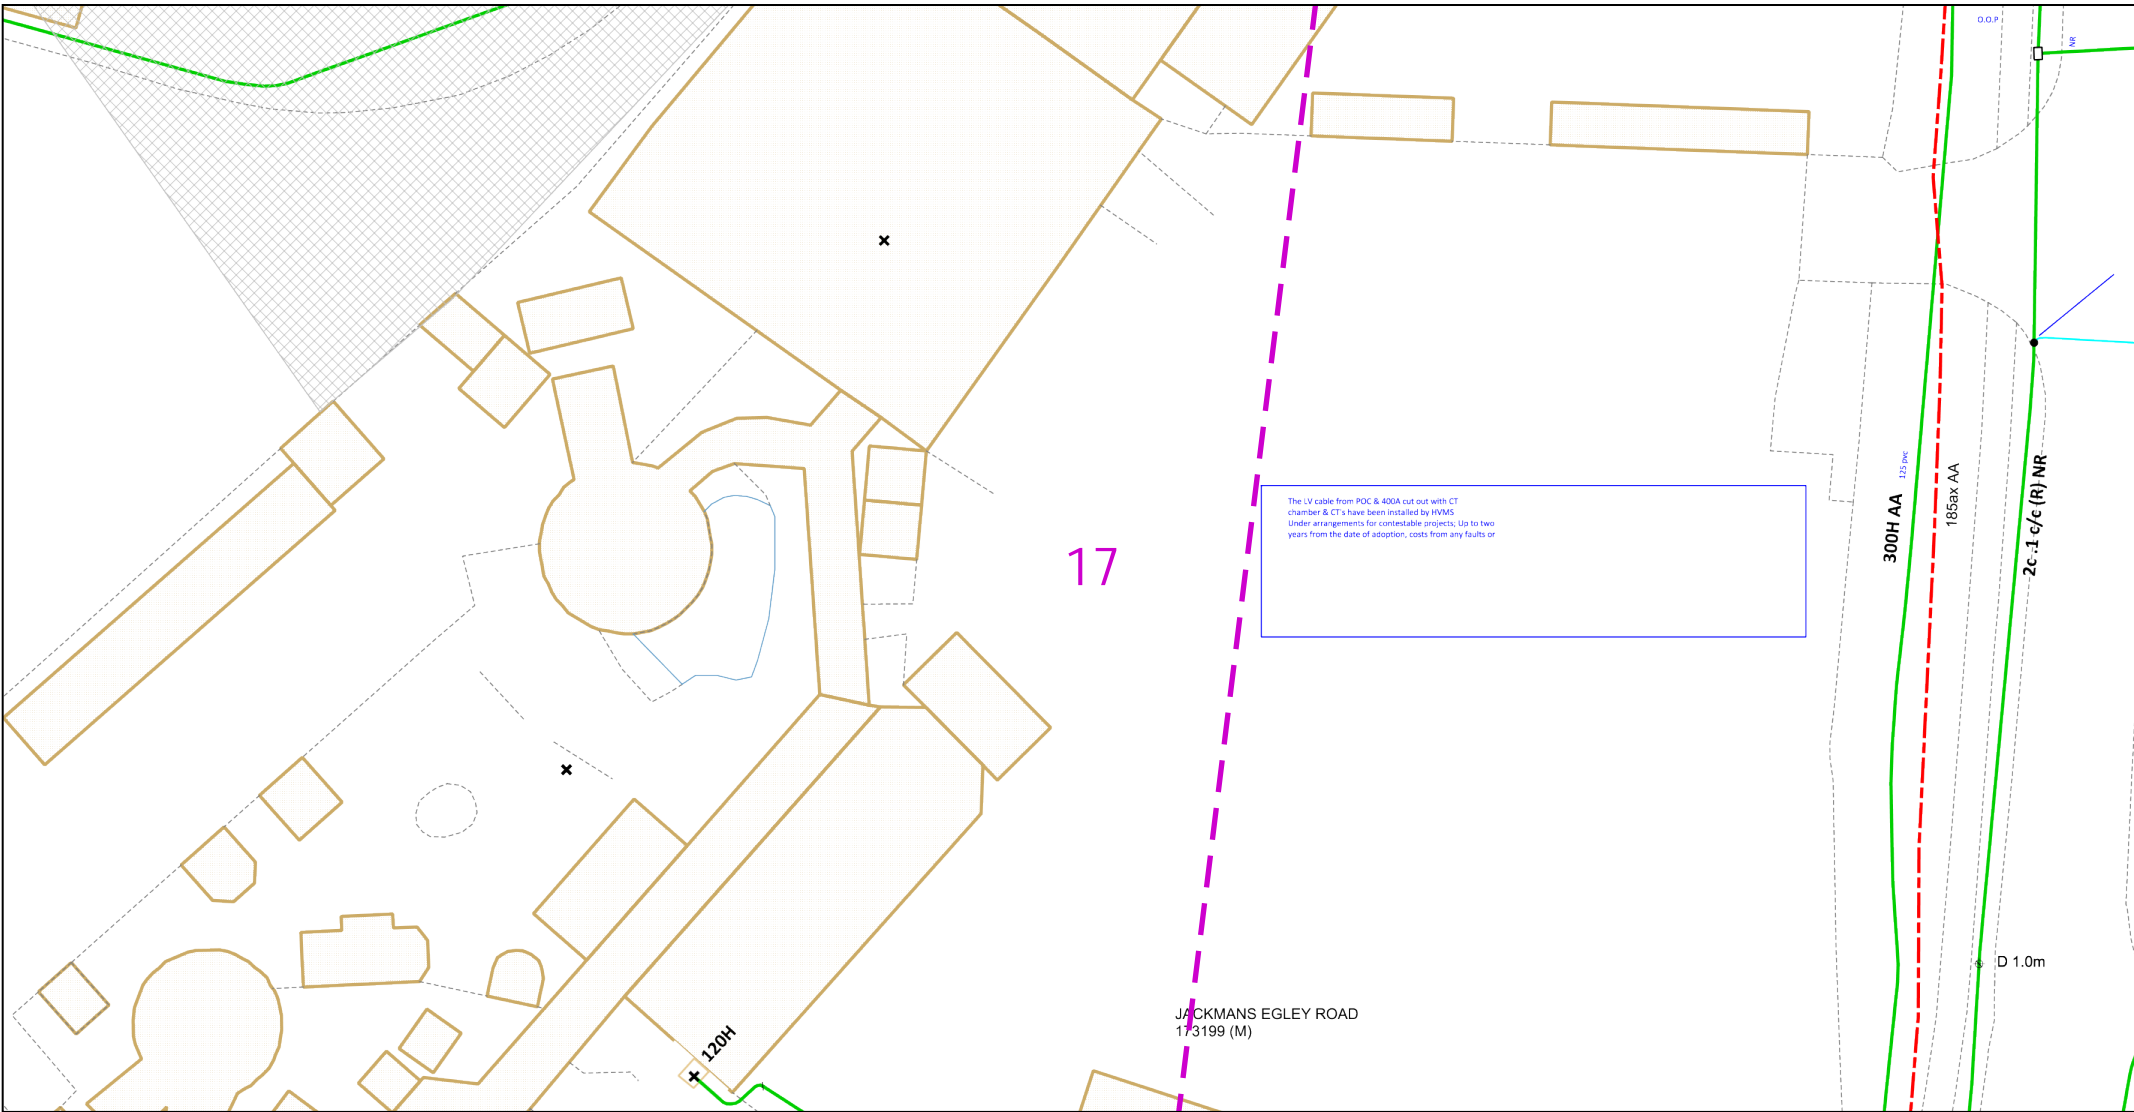 O.O.P
NR
The LV cable from POC & 400A cut out with CT
chamber & CT's have been installed by HVMS
Under arrangements for contestable projects; Up to two
years from the date of adoption, costs from any faults or
17
125 pvc
300H AA
185ax AA
2c .1 c/c (R) NR
D 1.0m
JACKMANS EGLEY ROAD
173199 (M)
120H